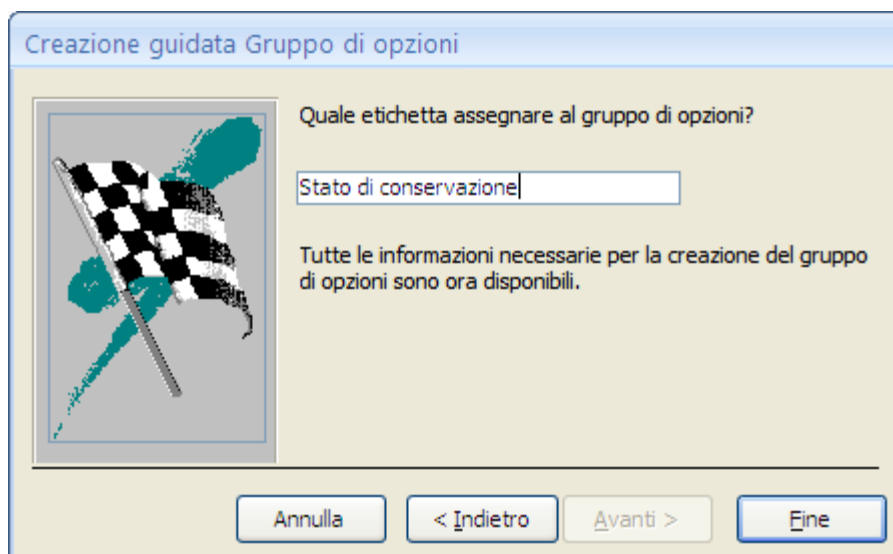 Creazione guidata Gruppo di opzioni
Quale etichetta assegnare al gruppo di opzioni?
Stato di conservazione
Tutte le informazioni necessarie per la creazione del gruppo
di opzioni sono ora disponibili.
Annulla
< Indietro
Avanti >
Fine